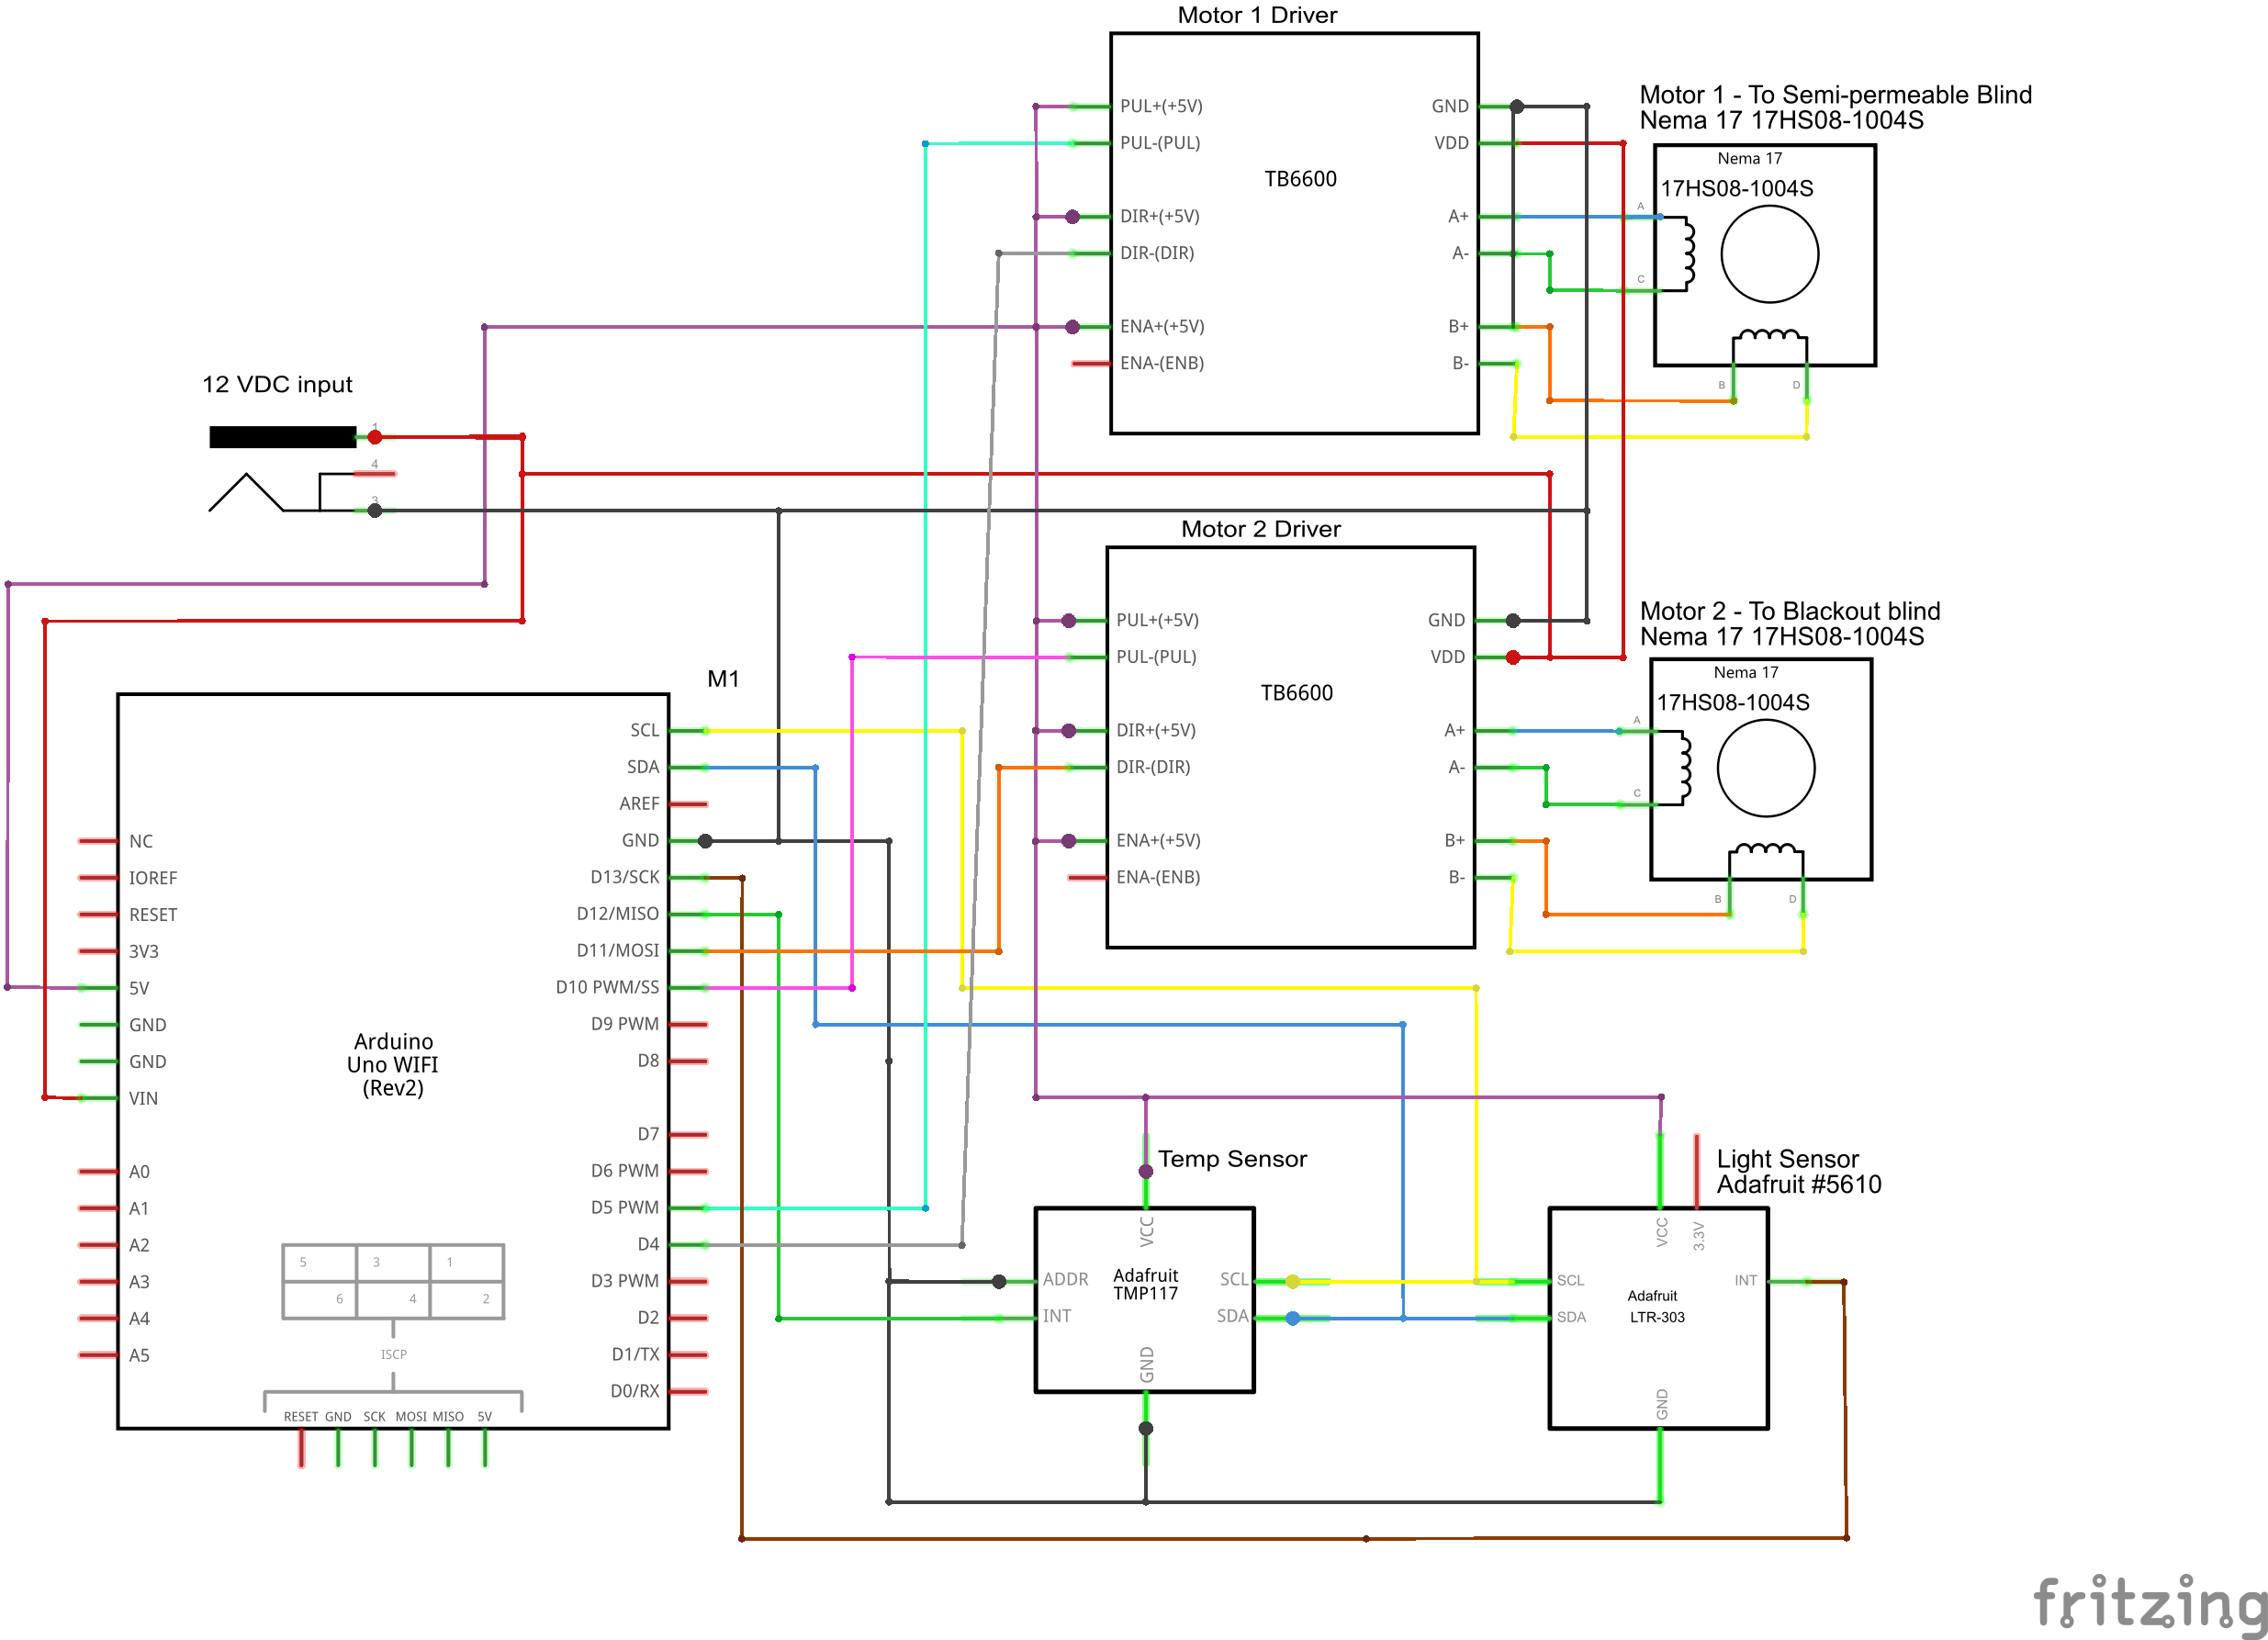 Motor 1 Driver
PUL+(+5V)
PUL-(PUL)
DIR+(+5V)
DIR-(DIR)
ENA+(+5V)
ENA-(ENB)
TB6600
GND
VDD
A+
A-
B+
B-
Motor 1 - To Semi-permeable Blind
Nema 17 17HS08-1004S
Nema 17
17HS08-1004S
A
C
B
D
12 VDC input
1
4
3
Motor 2 Driver
PUL+(+5V)
PUL-(PUL)
DIR+(+5V)
DIR-(DIR)
ENA+(+5V)
ENA-(ENB)
TB6600
GND
VDD
A+
A-
B+
B-
Motor 2 - To Blackout blind
Nema 17 17HS08-1004S
Nema 17
17HS08-1004S
A
C
B
D
M1
NC
IOREF
RESET
3V3
5V
GND
GND
VIN
A0
A1
A2
A3
A4
A5
Arduino
Uno WIFI
(Rev2)
SCL
SDA
AREF
GND
D13/SCK
D12/MISO
D11/MOSI
D10 PWM/SS
D9 PWM
D8
D7
D6 PWM
D5 PWM
D4
D3 PWM
D2
D1/TX
D0/RX
5 3 1
6 4 2
ISCP
RESET GND SCK MOSI MISO 5V
Temp Sensor
VCC
ADDR
INT
Adafruit
TMP117
SCL
SDA
GND
Light Sensor
Adafruit #5610
VCC
3.3V
SCL
SDA
Adafruit
LTR-303
INT
GND
fritzing